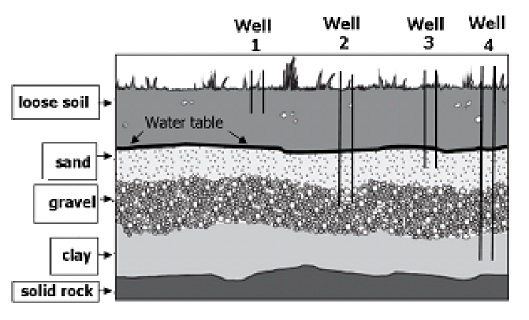 Well 1
Well 2
Well 3
Well 4
loose soil
Water table
sand
gravel
clay
solid rock